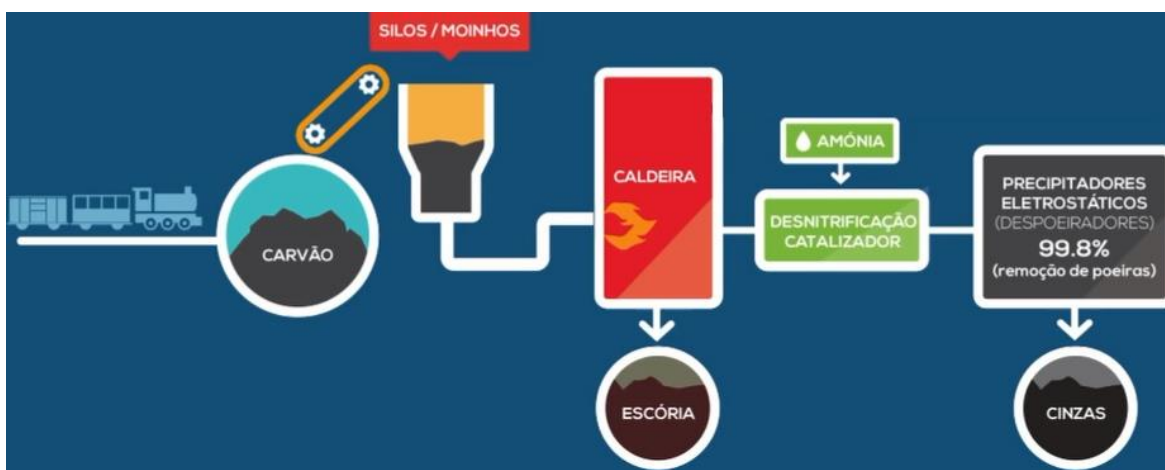 SILOS / MOINHOS
CARVÃO
CALDEIRA
ESCÓRIA
AMÓNIA
DESNITRIFICAÇÃO
CATALIZADOR
PRECIPITADORES
ELETROSTÁTICOS
(DESPOEIRADORES)
99.8%
(remoção de poeiras)
CINZAS